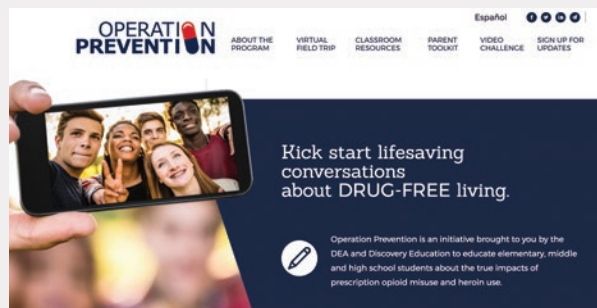 Español
OPERATION
PREVENTION
ABOUT THE
PROGRAM
VIRTUAL
FIELD TRIP
CLASSROOM
RESOURCES
PARENT
TOOLKIT
VIDEO
CHALLENGE
SIGN UP FOR
UPDATES
Kick start lifesaving
conversations
about DRUG-FREE living.
Operation Prevention is an initiative brought to you by the
DEA and Discovery Education to educate elementary, middle
and high school students about the true impacts of
prescription opioid misuse and heroin use.